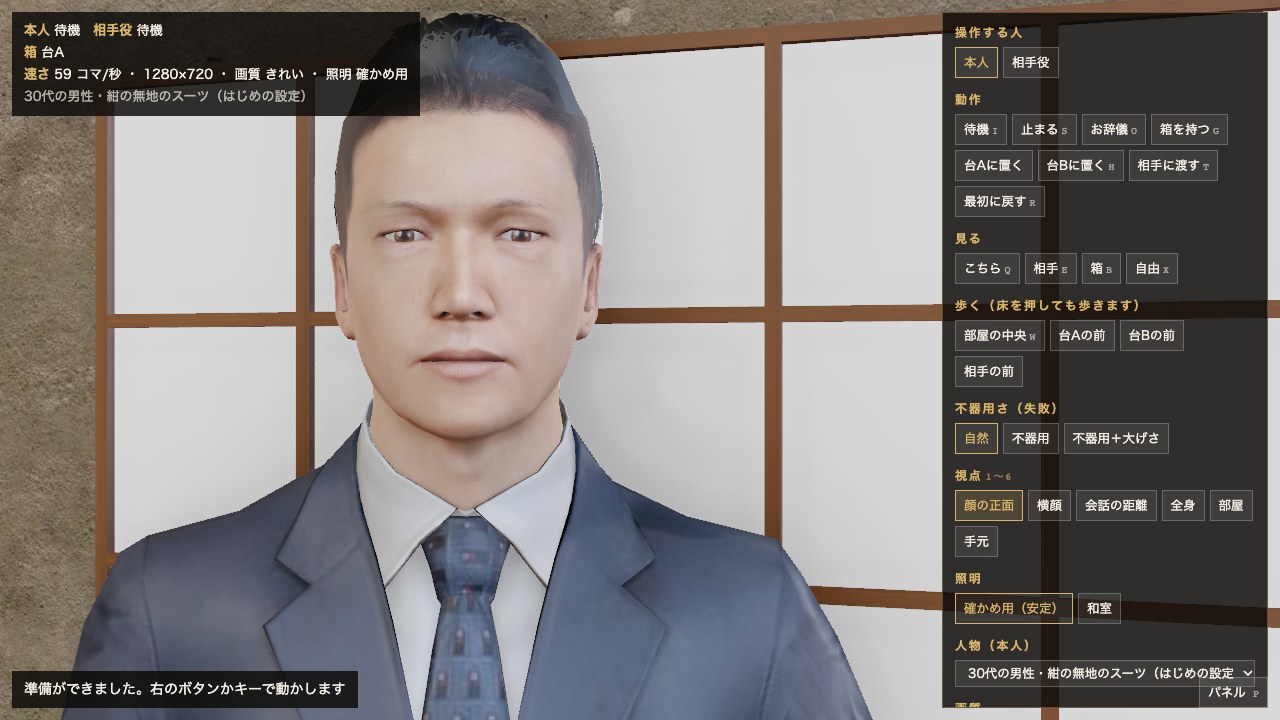 本人 待機 相手役 待機
箱 台A
速さ 59 コマ/秒 ・ 1280×720 ・ 画質 きれい ・ 照明 確かめ用
30代の男性・紺の無地のスーツ（はじめの設定）
操作する人
本人 相手役
動作
待機 I 止まる S お辞儀 O 箱を持つ G
台Aに置く 台Bに置く H 相手に渡す T
最初に戻す R
見る
こちら Q 相手 E 箱 B 自由 X
歩く（床を押しても歩きます）
部屋の中央 W 台Aの前 台Bの前
相手の前
不器用さ（失敗）
自然 不器用 不器用＋大げさ
視点 1〜6
顔の正面 横顔 会話の距離 全身 部屋
手元
照明
確かめ用（安定） 和室
人物（本人）
30代の男性・紺の無地のスーツ（はじめの設定
パネル P
準備ができました。右のボタンかキーで動かします